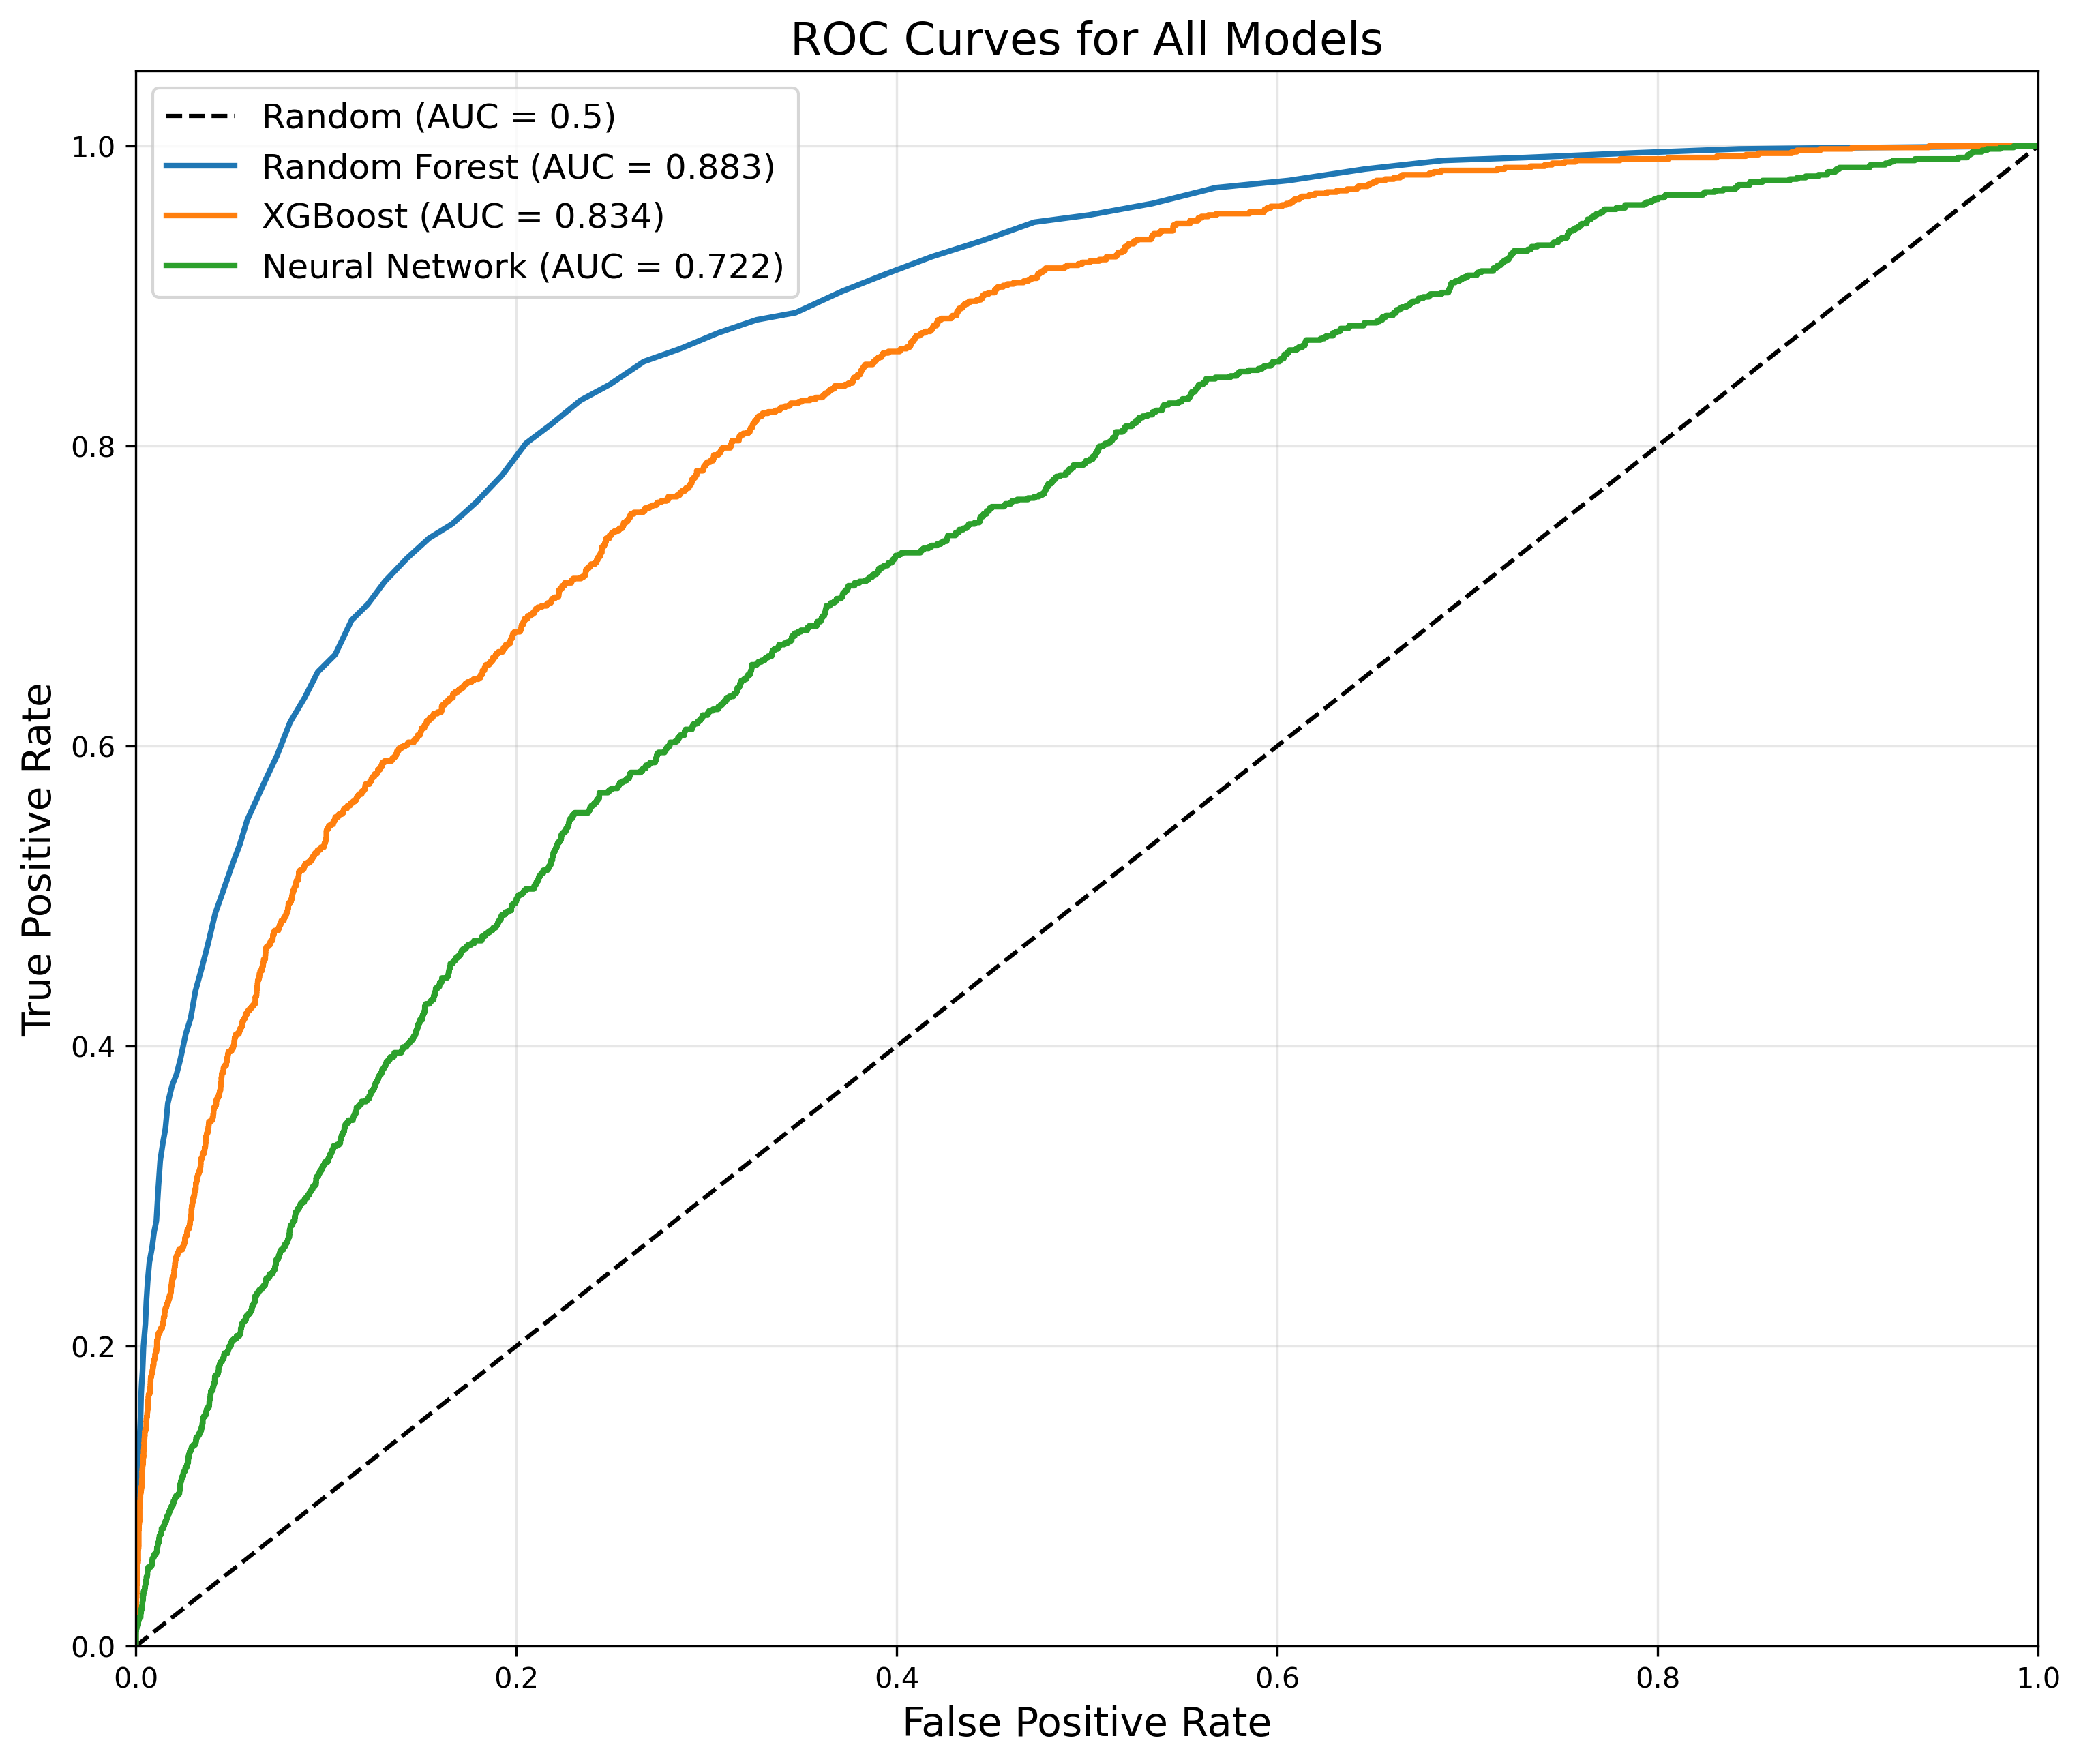 ROC Curves for All Models
Random (AUC = 0.5)
Random Forest (AUC = 0.883)
XGBoost (AUC = 0.834)
Neural Network (AUC = 0.722)
1.0
0.8
0.6
0.4
0.2
0.0
True Positive Rate
0.0 0.2 0.4 0.6 0.8 1.0
False Positive Rate